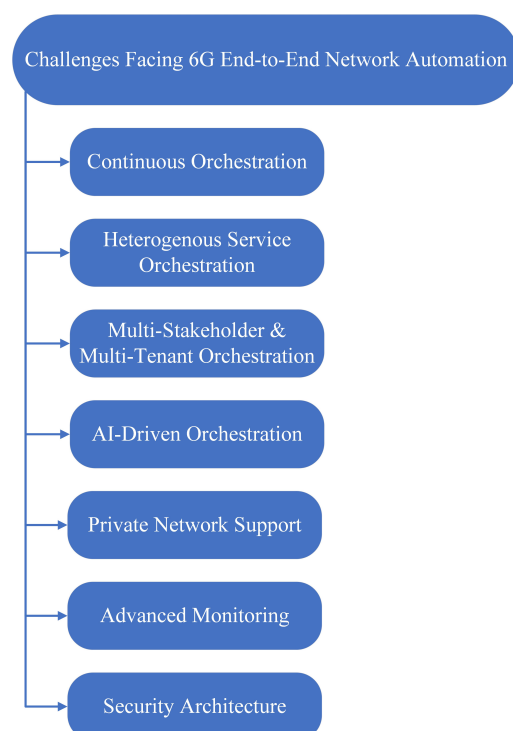 Challenges Facing 6G End-to-End Network Automation
Continuous Orchestration
Heterogenous Service
Orchestration
Multi-Stakeholder &
Multi-Tenant Orchestration
AI-Driven Orchestration
Private Network Support
Advanced Monitoring
Security Architecture